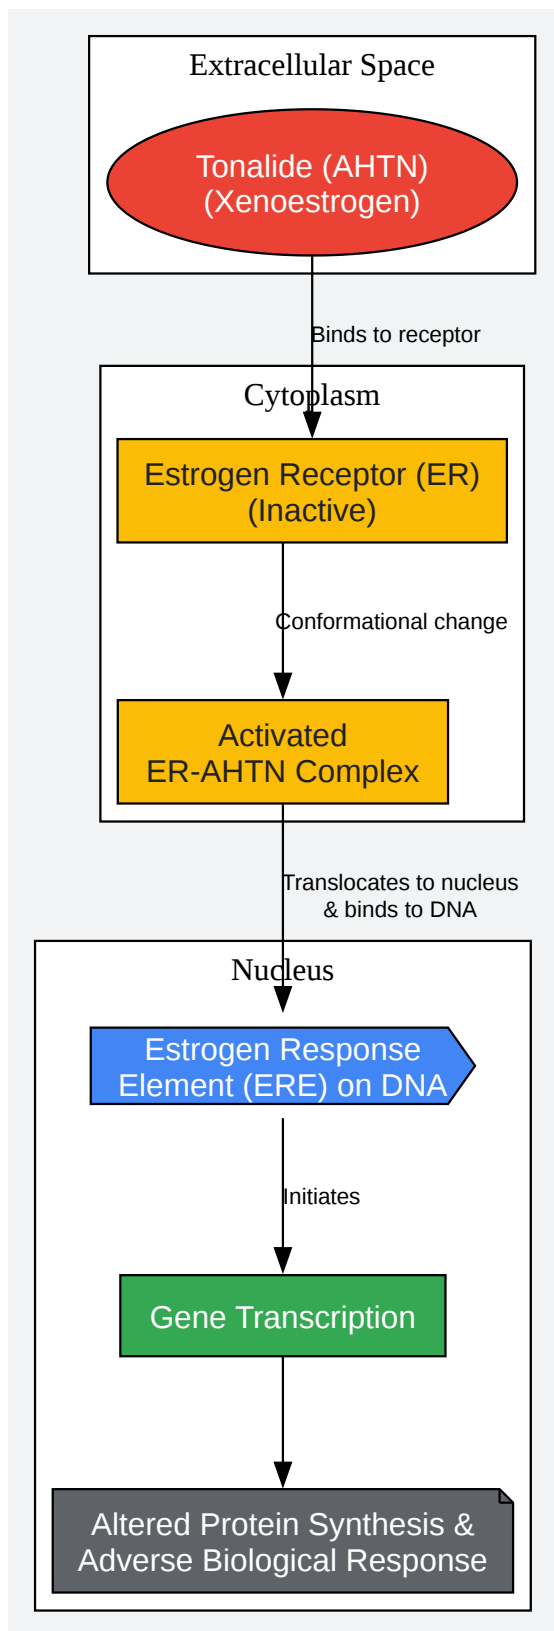 Extracellular Space
Tonalide (AHTN)
(Xenoestrogen)
Binds to receptor
Cytoplasm
Estrogen Receptor (ER)
(Inactive)
Conformational change
Activated
ER-AHTN Complex
Translocates to nucleus
& binds to DNA
Nucleus
Estrogen Response
Element (ERE) on DNA
Initiates
Gene Transcription
Altered Protein Synthesis &
Adverse Biological Response